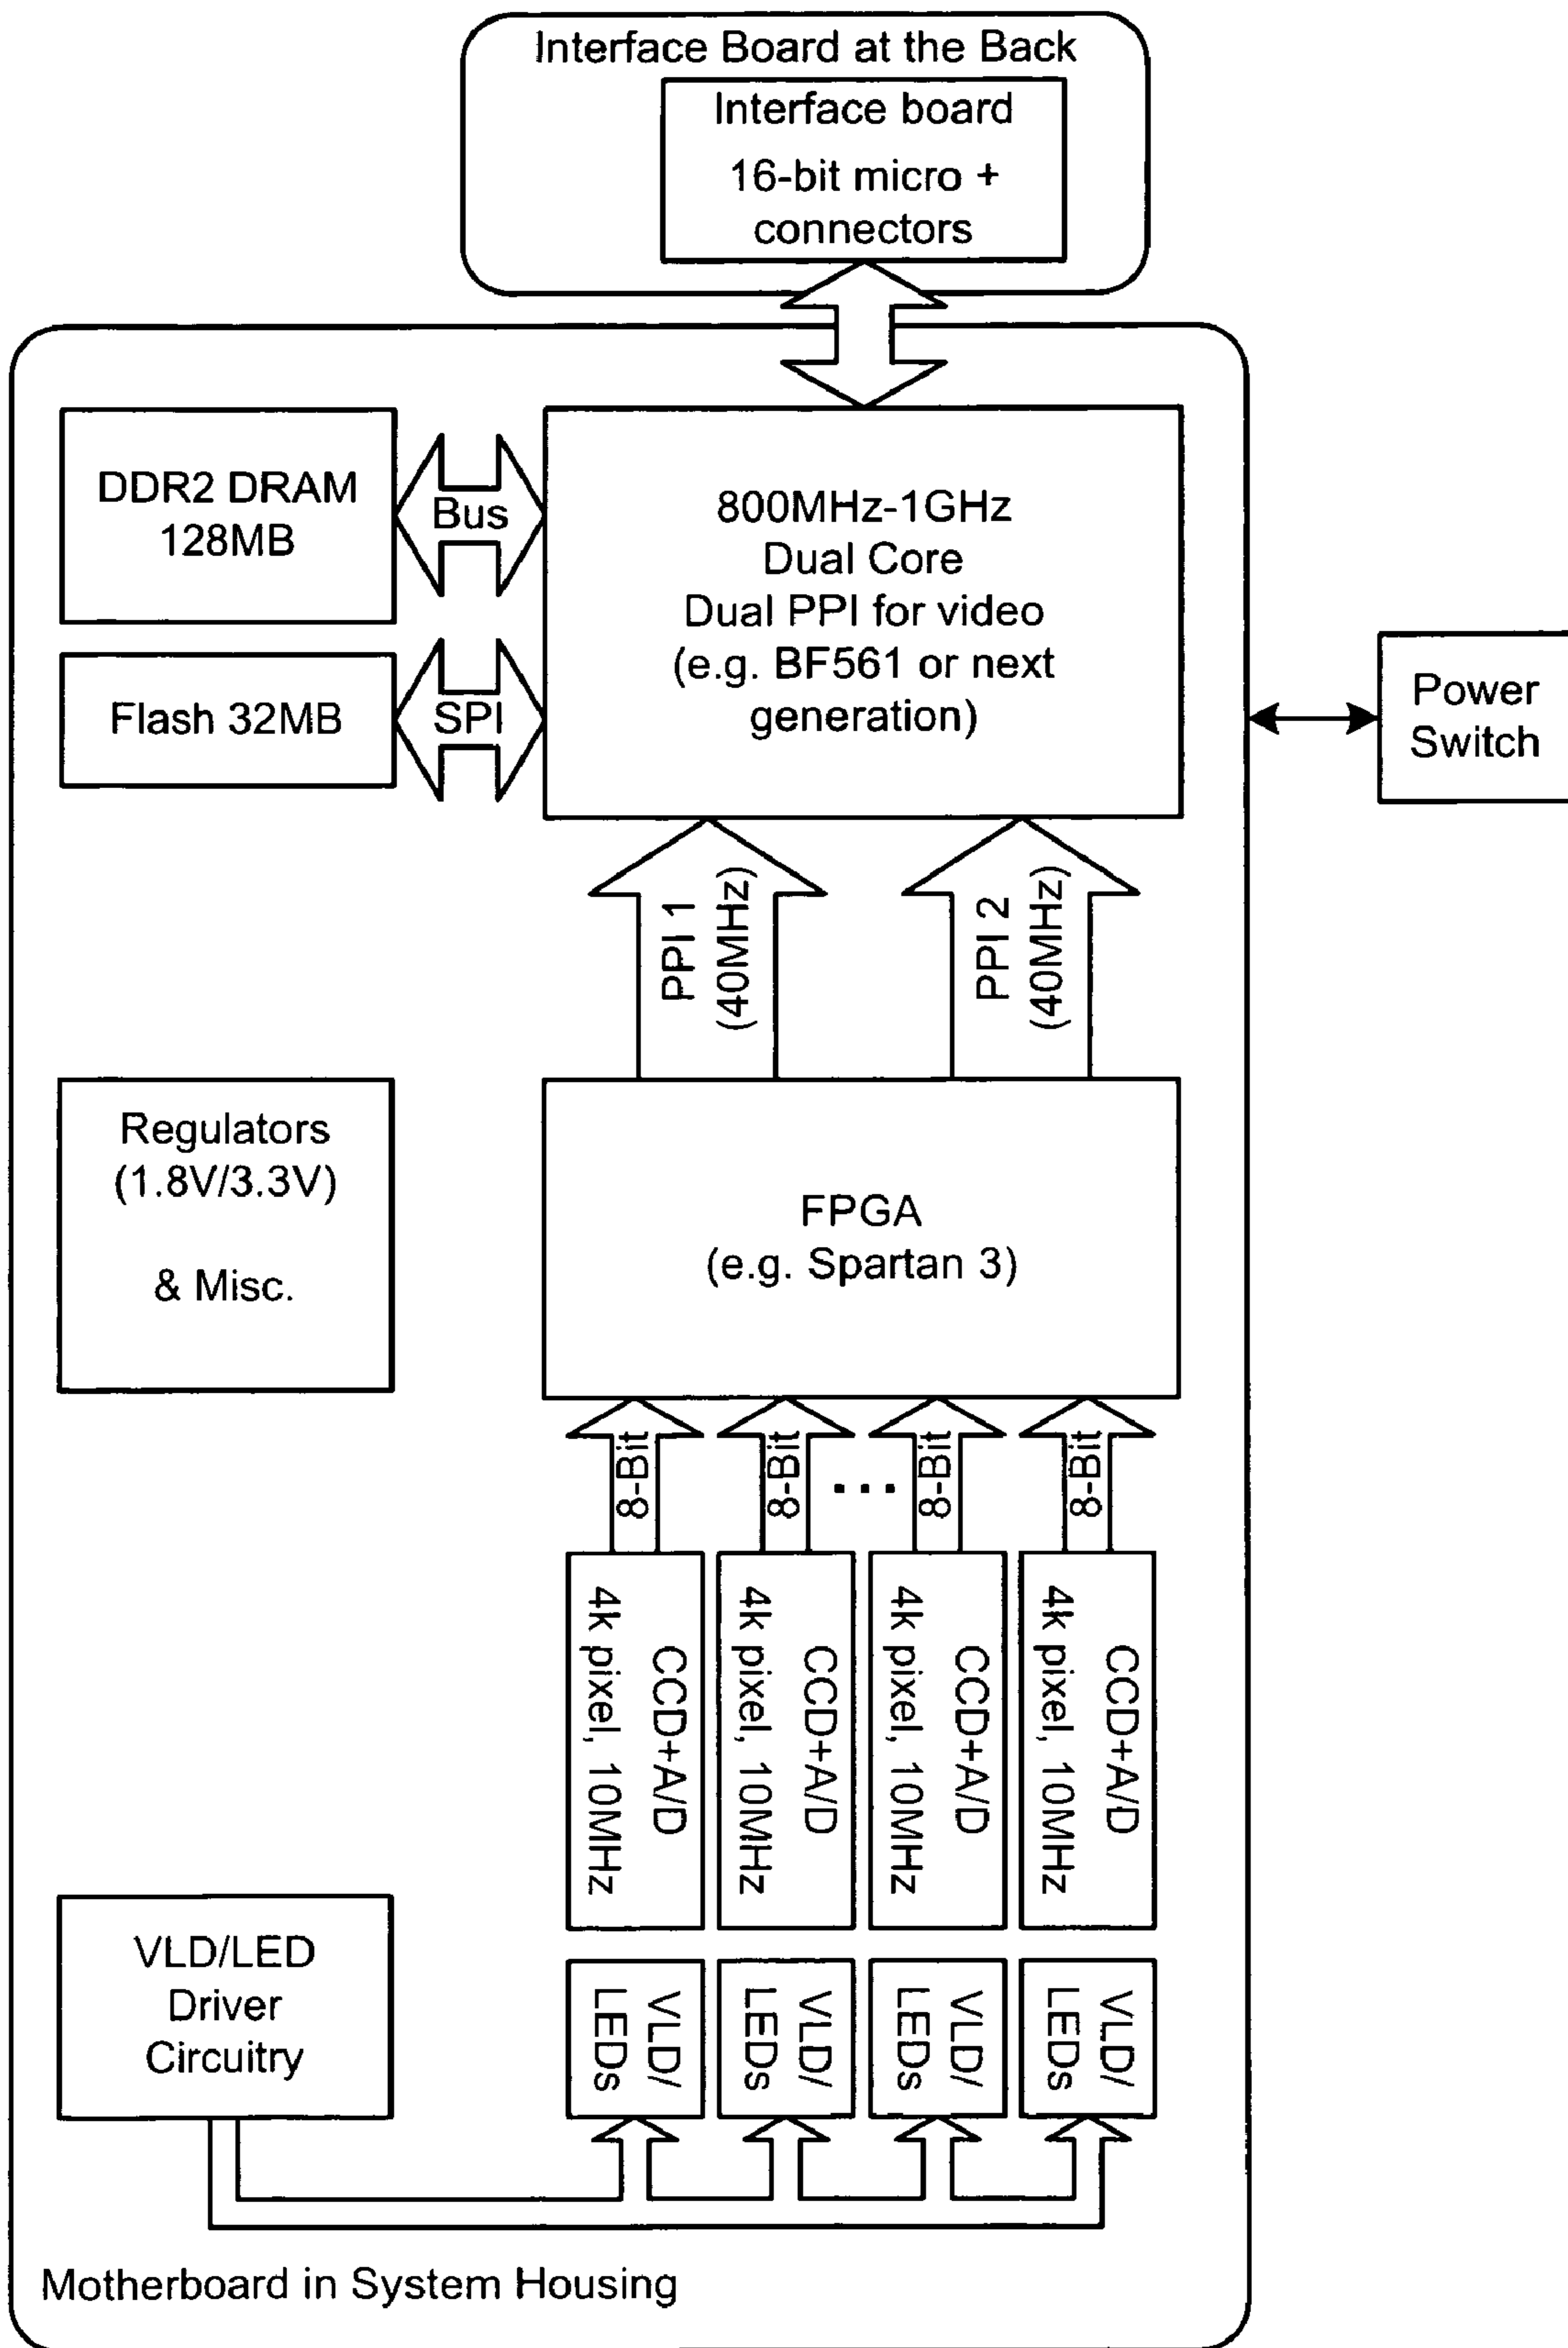 Interface Board at the Back
Interface board
16-bit micro +
connectors
DDR2 DRAM
128MB
Bus
800MHz-1GHz
Dual Core
Dual PPI for video
(e.g. BF561 or next
generation)
Flash 32MB
SPI
Power
Switch
PPI 1
(40MHz)
PPI 2
(40MHz)
Regulators
(1.8V/3.3V)
& Misc.
FPGA
(e.g. Spartan 3)
8-Bit
8-Bit
...
8-Bit
8-Bit
CCD+A/D
4k pixel, 10MHz
CCD+A/D
4k pixel, 10MHz
CCD+A/D
4k pixel, 10MHz
CCD+A/D
4k pixel, 10MHz
VLD/LED
Driver
Circuitry
VLD/
LEDs
VLD/
LEDs
VLD/
LEDs
VLD/
LEDs
Motherboard in System Housing